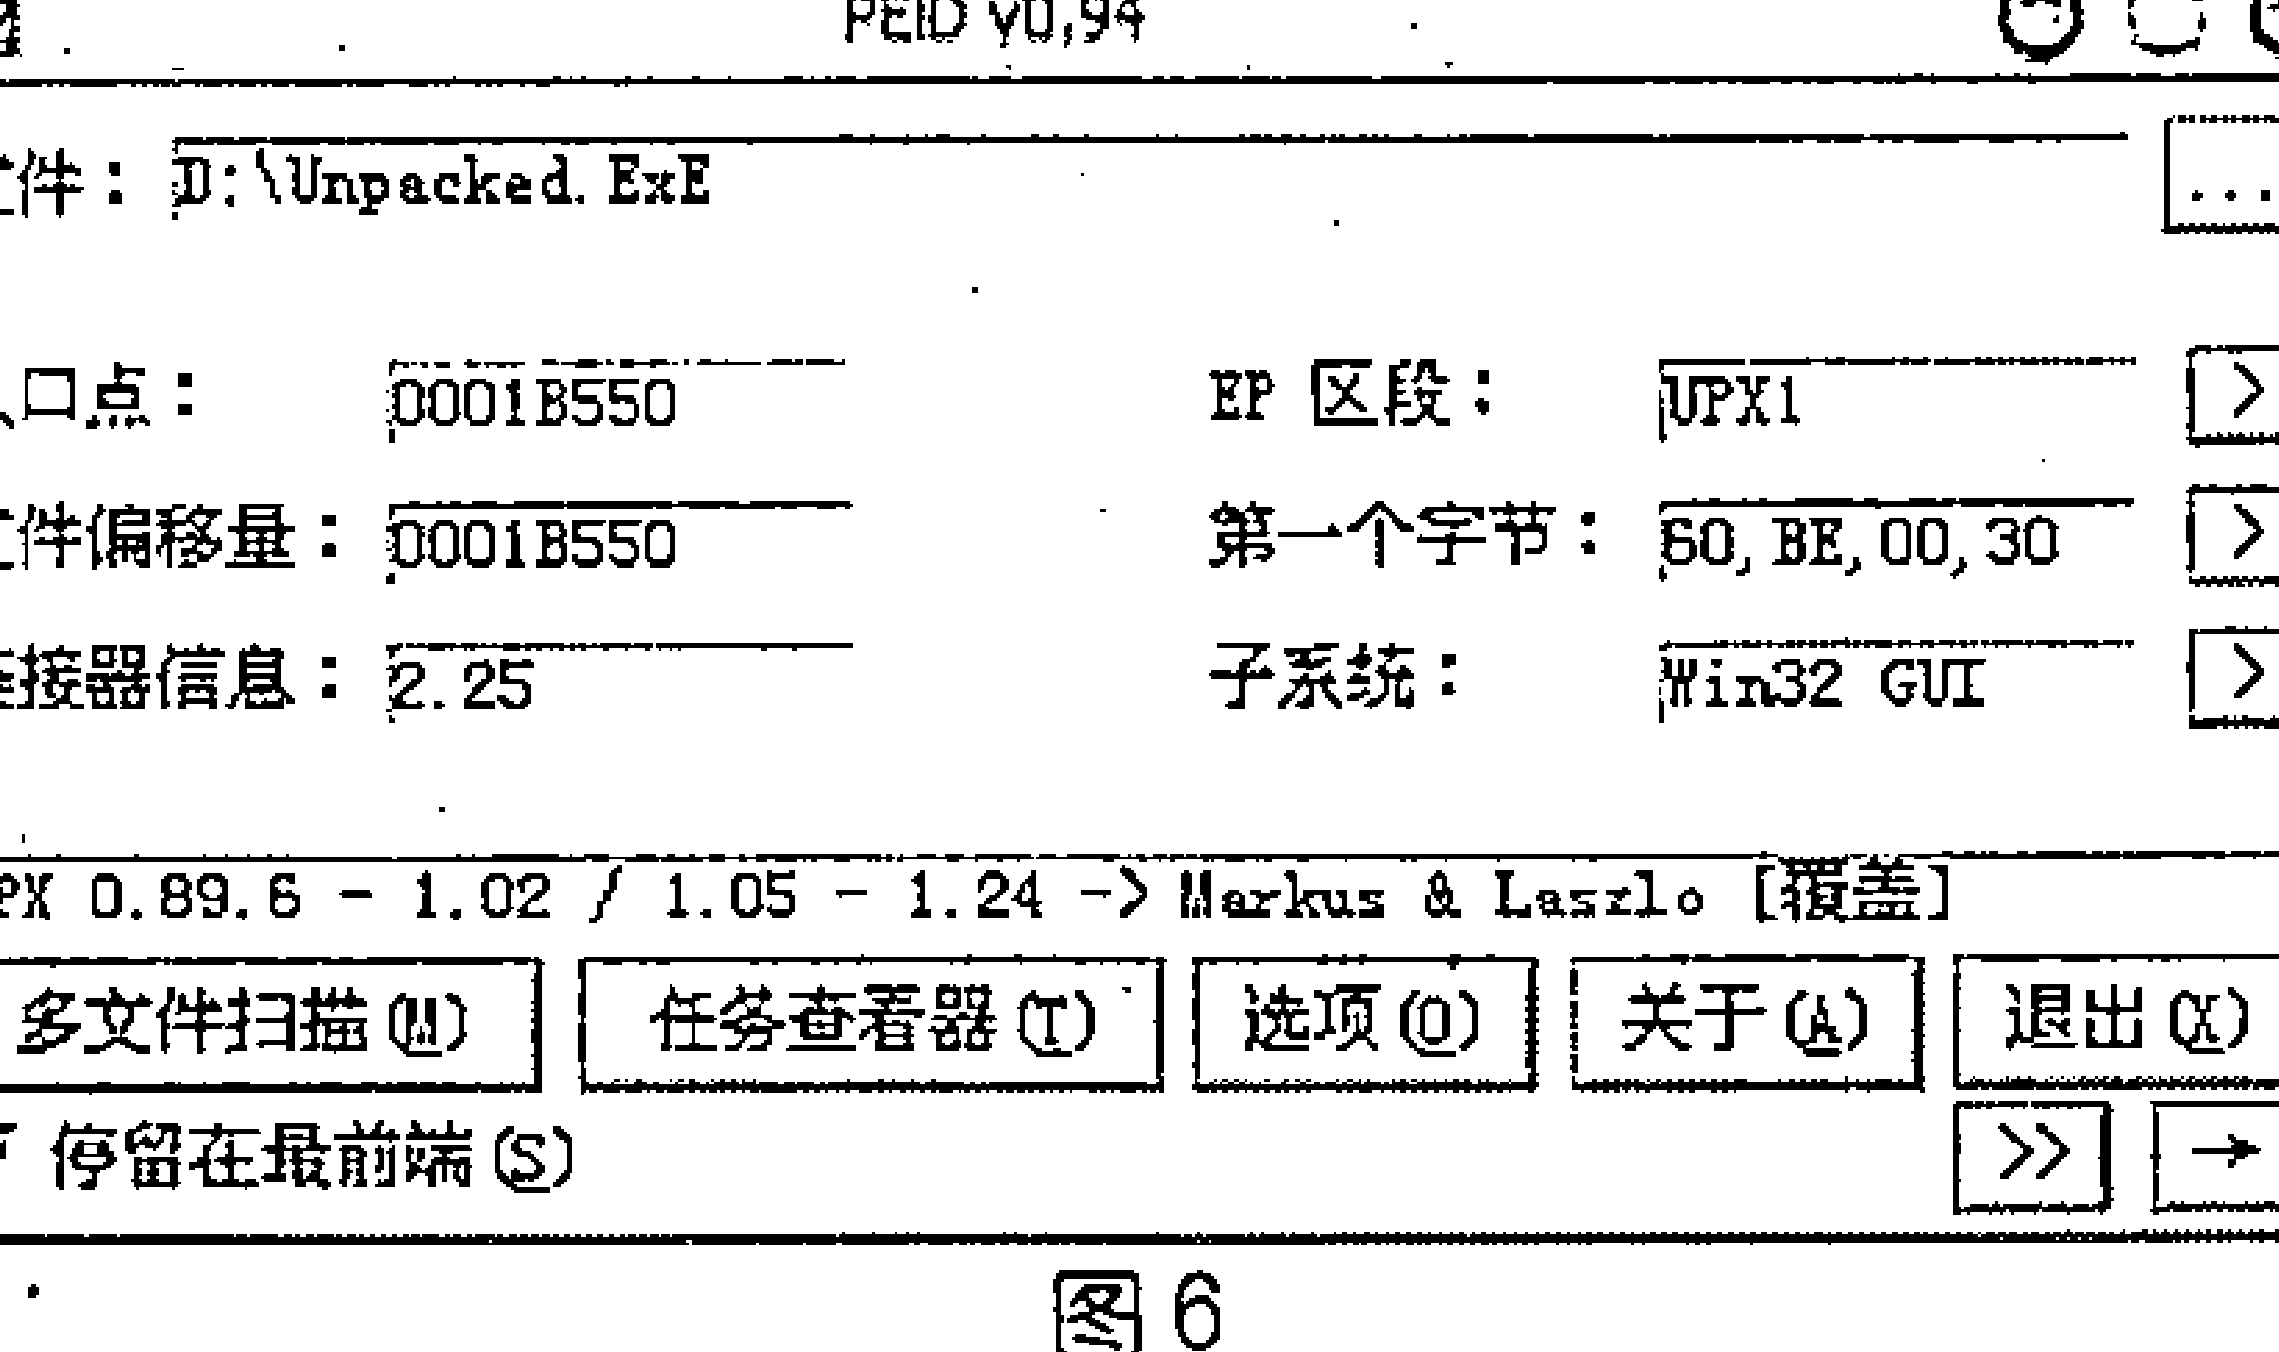 PEiD v0.94
件： D:\Unpacked.ExE ...
口点： 0001B550 EP 区段： UPX1 >
件偏移量： 0001B550 第一个字节： 60,BE,00,30 >
接器信息： 2.25 子系统： Win32 GUI >
PX 0.89.6 - 1.02 / 1.05 - 1.24 -> Markus & Laszlo [覆盖]
多文件扫描(M) 任务查看器(T) 选项(O) 关于(A) 退出(X)
停留在最前端(S) >> →
图 6